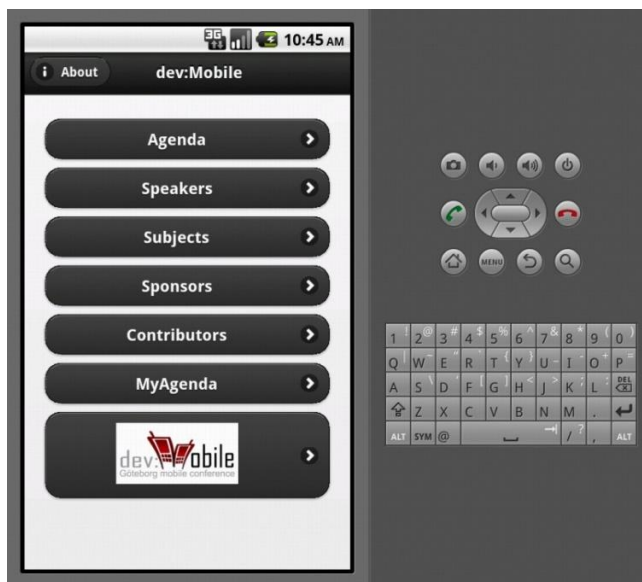 3G 10:45 AM
i About dev:Mobile
Agenda
Speakers
Subjects
Sponsors
Contributors
MyAgenda
dev:Mobile
Göteborg mobile conference
MENU
1 ! 2 @ 3 # 4 $ 5 % 6 ^ 7 & 8 * 9 ( 0 )
Q | W ~ E " R ` T { Y } U _ I - O + P =
A S \ D ' F [ G ] H < J > K ; L : DEL
Z X C V B N M .
ALT SYM @ / ? , ALT